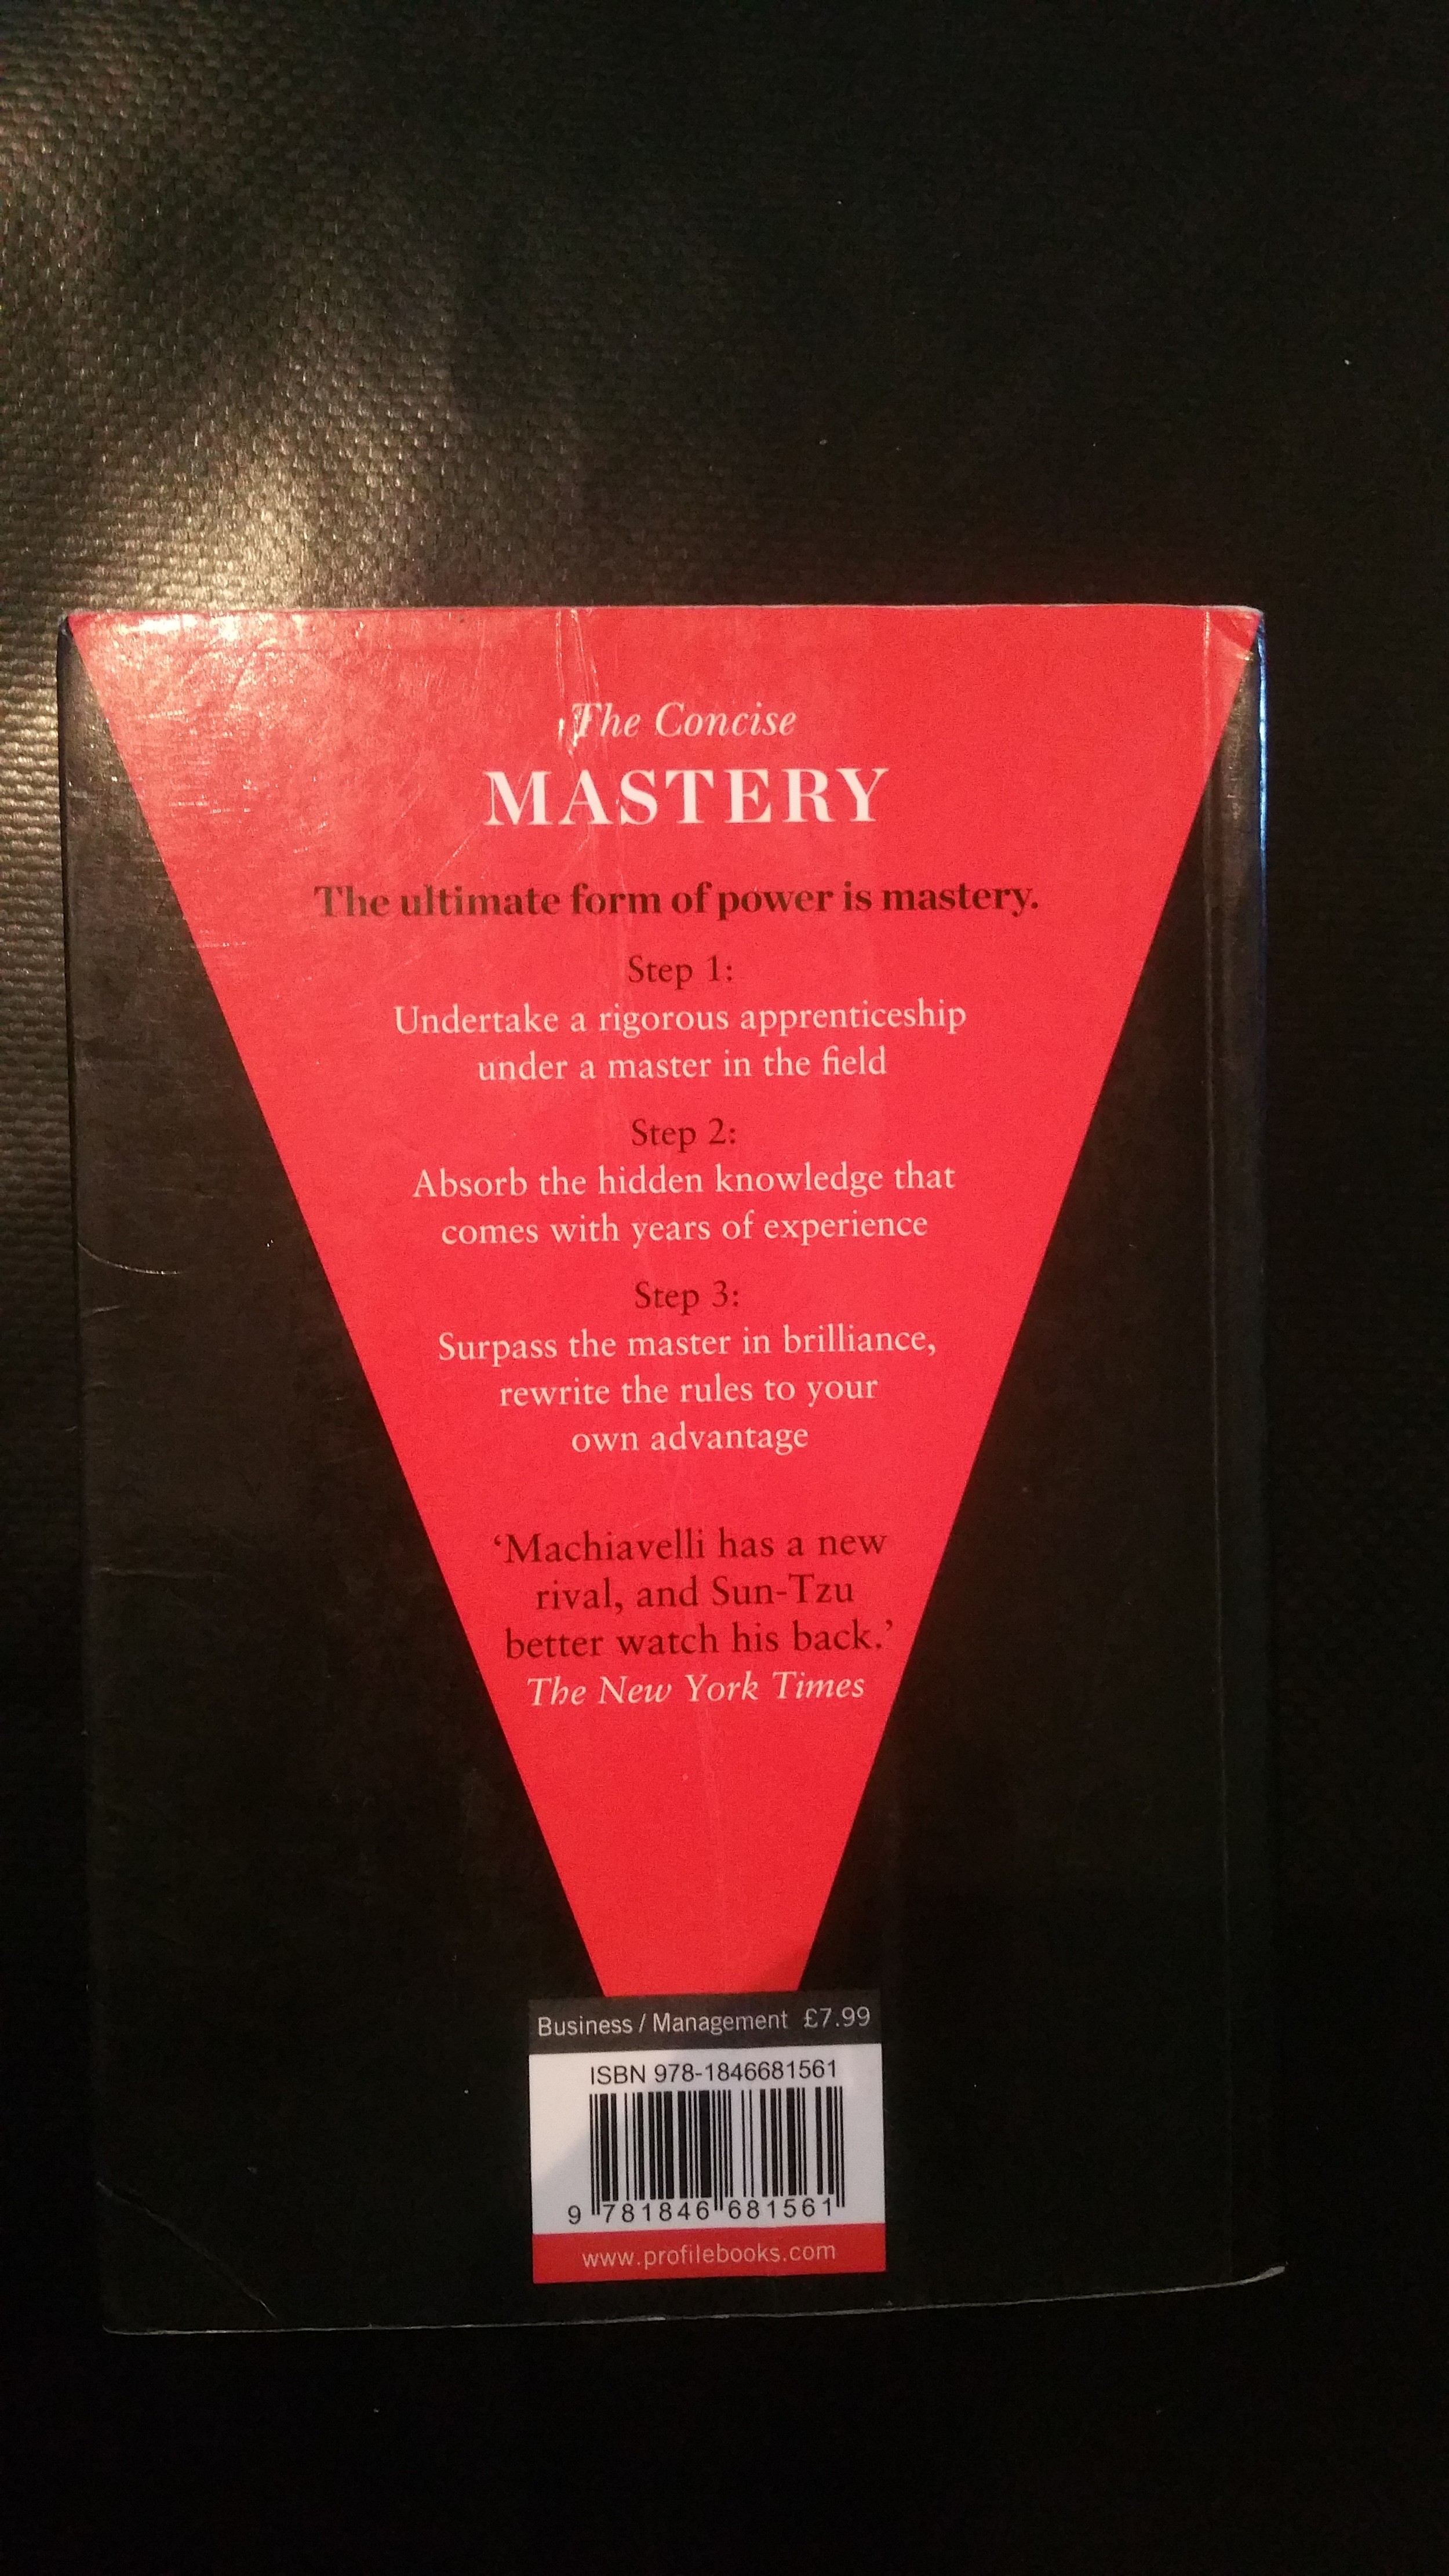 The Concise
MASTERY
The ultimate form of power is mastery.
Step 1:
Undertake a rigorous apprenticeship
under a master in the field
Step 2:
Absorb the hidden knowledge that
comes with years of experience
Step 3:
Surpass the master in brilliance,
rewrite the rules to your
own advantage
‘Machiavelli has a new
rival, and Sun-Tzu
better watch his back.’
The New York Times
Business / Management £7.99
ISBN 978-1846681561
9 781846 681561
www.profilebooks.com